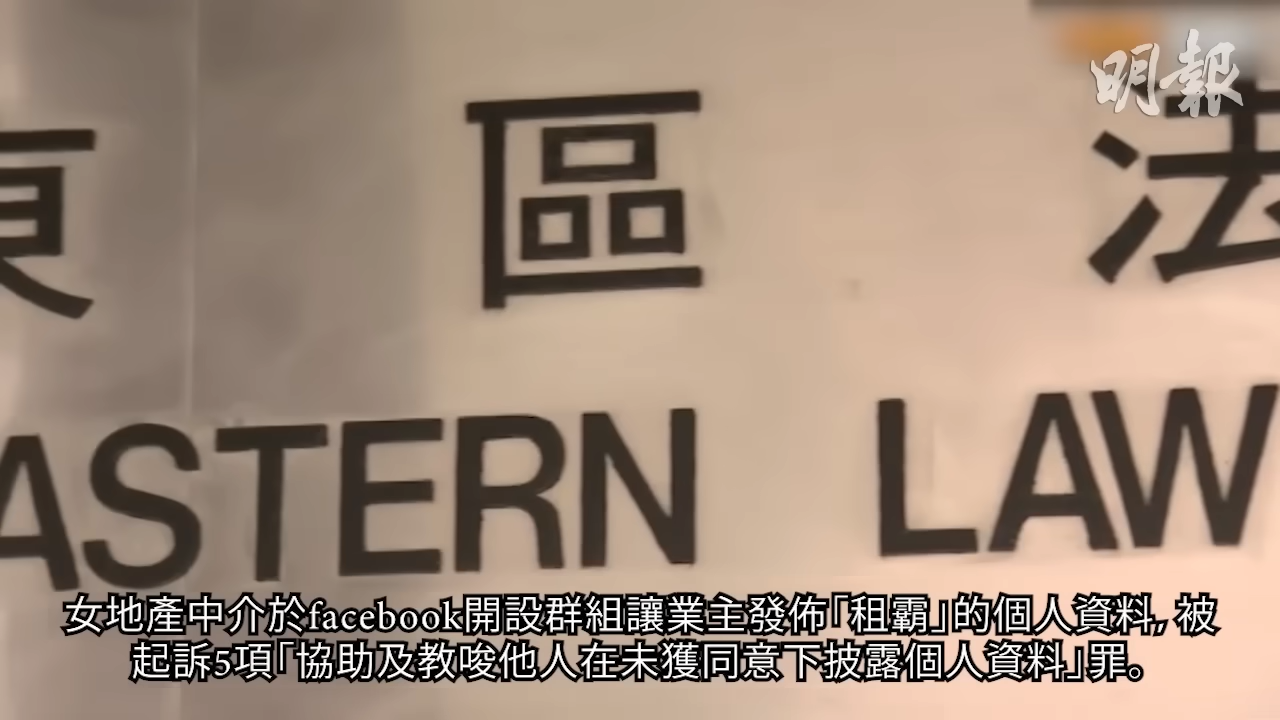 明報
東區法
EASTERN LAW
女地產中介於facebook開設群組讓業主發佈「租霸」的個人資料, 被
起訴5項「協助及教唆他人在未獲同意下披露個人資料」罪。